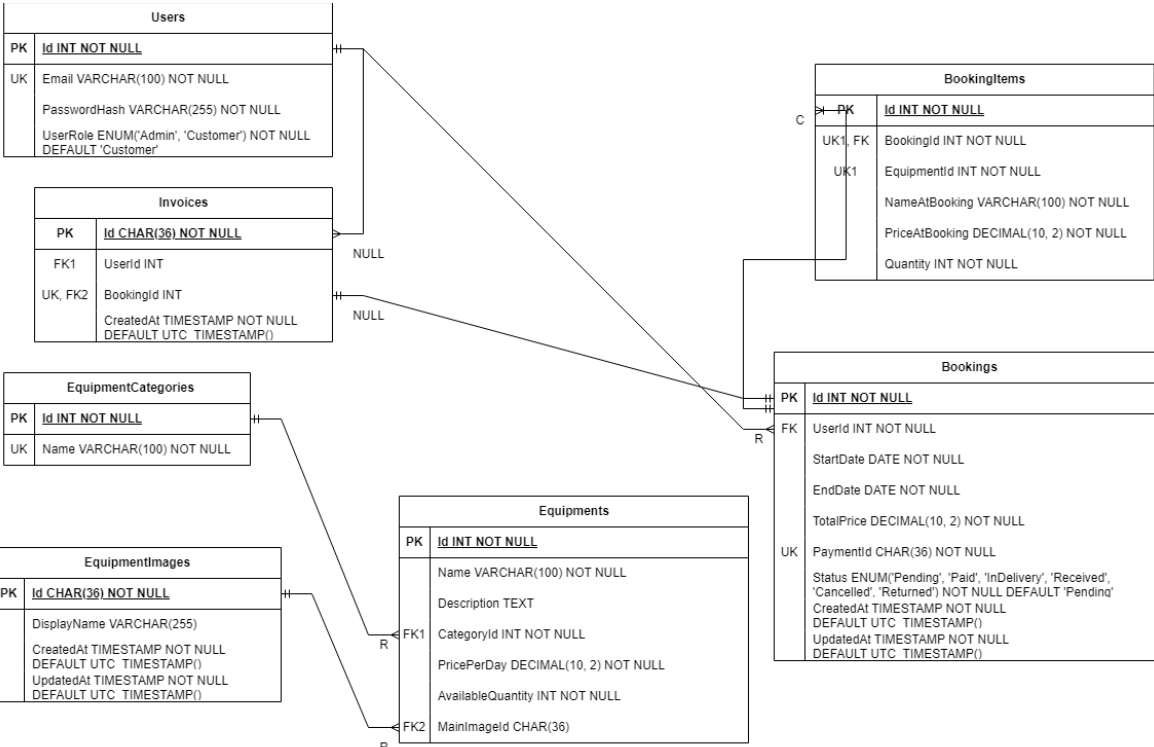 Users
PK Id INT NOT NULL
UK Email VARCHAR(100) NOT NULL
PasswordHash VARCHAR(255) NOT NULL
UserRole ENUM('Admin', 'Customer') NOT NULL
DEFAULT 'Customer'
Invoices
PK Id CHAR(36) NOT NULL
FK1 UserId INT
UK, FK2 BookingId INT
CreatedAt TIMESTAMP NOT NULL
DEFAULT UTC_TIMESTAMP()
NULL
NULL
EquipmentCategories
PK Id INT NOT NULL
UK Name VARCHAR(100) NOT NULL
EquipmentImages
PK Id CHAR(36) NOT NULL
DisplayName VARCHAR(255)
CreatedAt TIMESTAMP NOT NULL
DEFAULT UTC_TIMESTAMP()
UpdatedAt TIMESTAMP NOT NULL
DEFAULT UTC_TIMESTAMP()
Equipments
PK Id INT NOT NULL
Name VARCHAR(100) NOT NULL
Description TEXT
R FK1 CategoryId INT NOT NULL
PricePerDay DECIMAL(10, 2) NOT NULL
AvailableQuantity INT NOT NULL
FK2 MainImageId CHAR(36)
R
BookingItems
PK Id INT NOT NULL
C
UK1, FK BookingId INT NOT NULL
UK1 EquipmentId INT NOT NULL
NameAtBooking VARCHAR(100) NOT NULL
PriceAtBooking DECIMAL(10, 2) NOT NULL
Quantity INT NOT NULL
Bookings
PK Id INT NOT NULL
R FK UserId INT NOT NULL
StartDate DATE NOT NULL
EndDate DATE NOT NULL
TotalPrice DECIMAL(10, 2) NOT NULL
UK PaymentId CHAR(36) NOT NULL
Status ENUM('Pending', 'Paid', 'InDelivery', 'Received',
'Cancelled', 'Returned') NOT NULL DEFAULT 'Pending'
CreatedAt TIMESTAMP NOT NULL
DEFAULT UTC_TIMESTAMP()
UpdatedAt TIMESTAMP NOT NULL
DEFAULT UTC_TIMESTAMP()